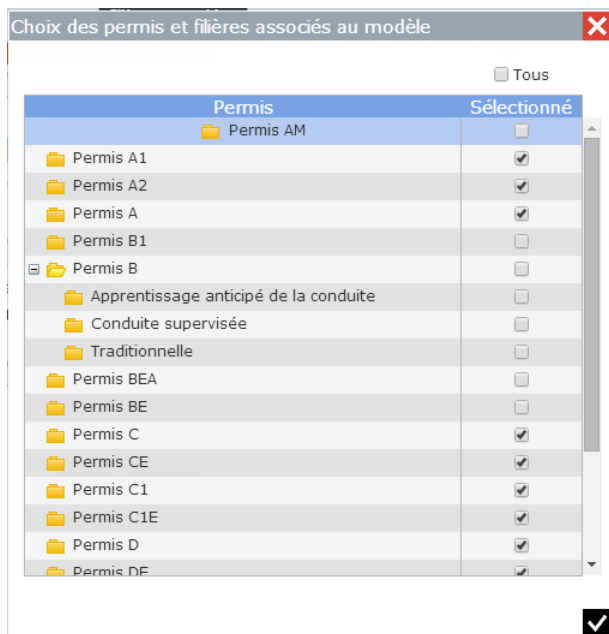 Choix des permis et filières associés au modèle
Tous
Permis Sélectionné
Permis AM
Permis A1
Permis A2
Permis A
Permis B1
Permis B
Apprentissage anticipé de la conduite
Conduite supervisée
Traditionnelle
Permis BEA
Permis BE
Permis C
Permis CE
Permis C1
Permis C1E
Permis D
Permis DE